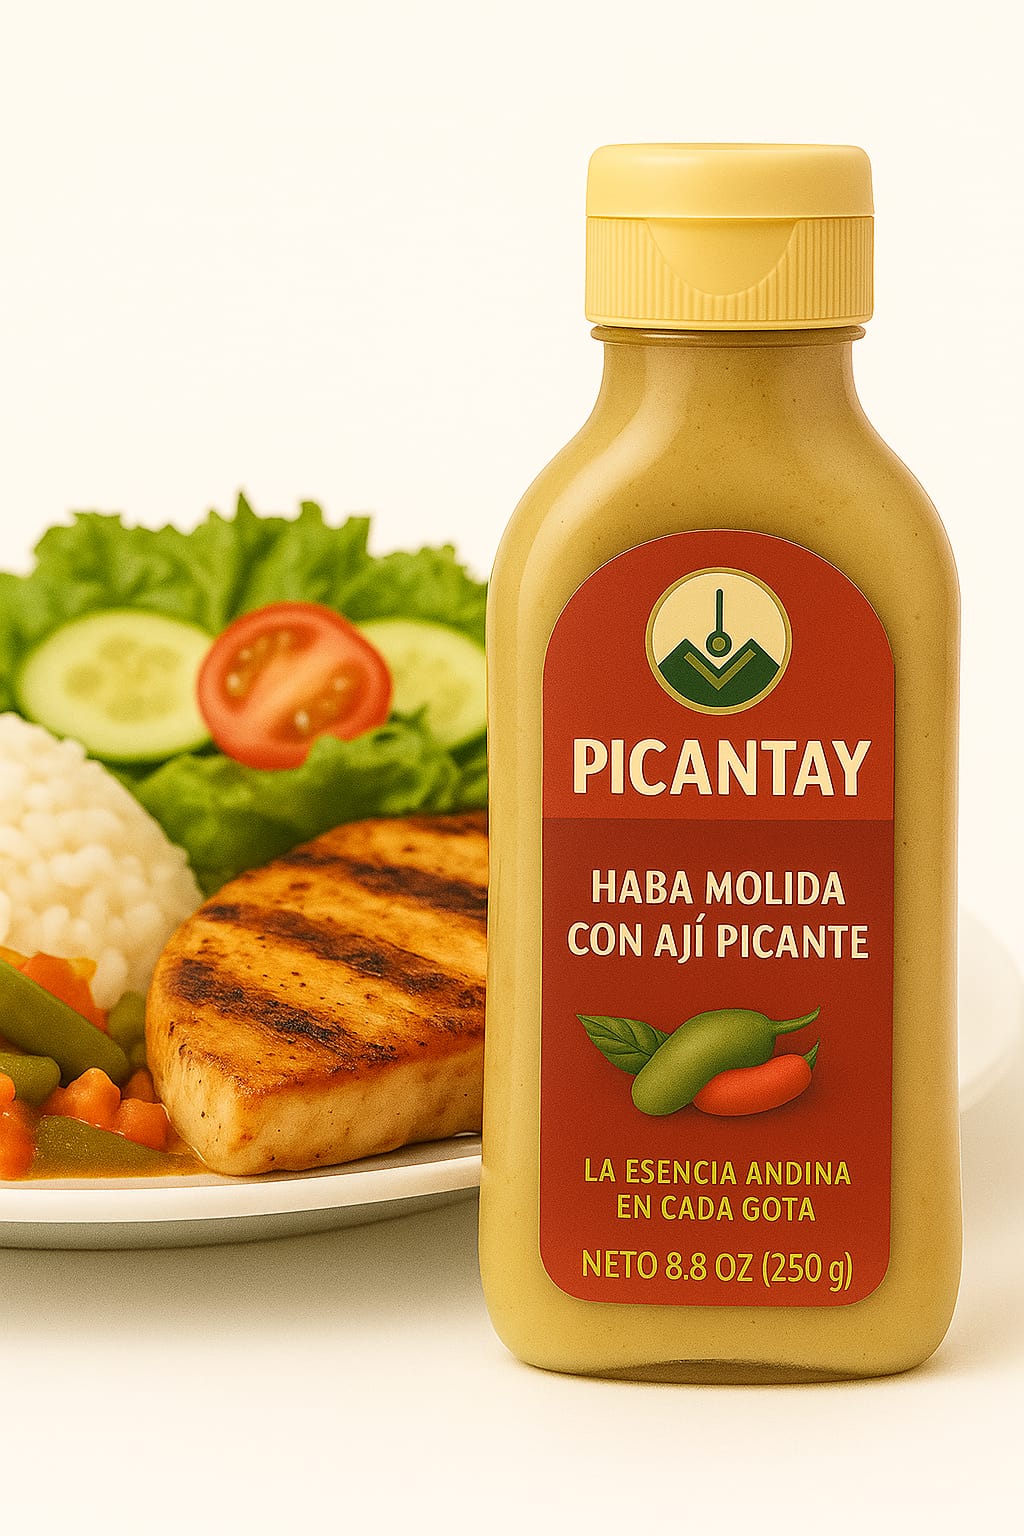 PICANTAY
HABA MOLIDA
CON AJÍ PICANTE
LA ESENCIA ANDINA
EN CADA GOTA
NETO 8.8 OZ (250 g)